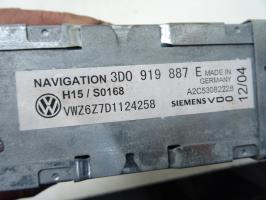 NAVIGATION 3D0 919 887 E MADE IN GERMANY
H15 / S0168 A2C53082228
VWZ6Z7D1124258 SIEMENS VDO
12/04